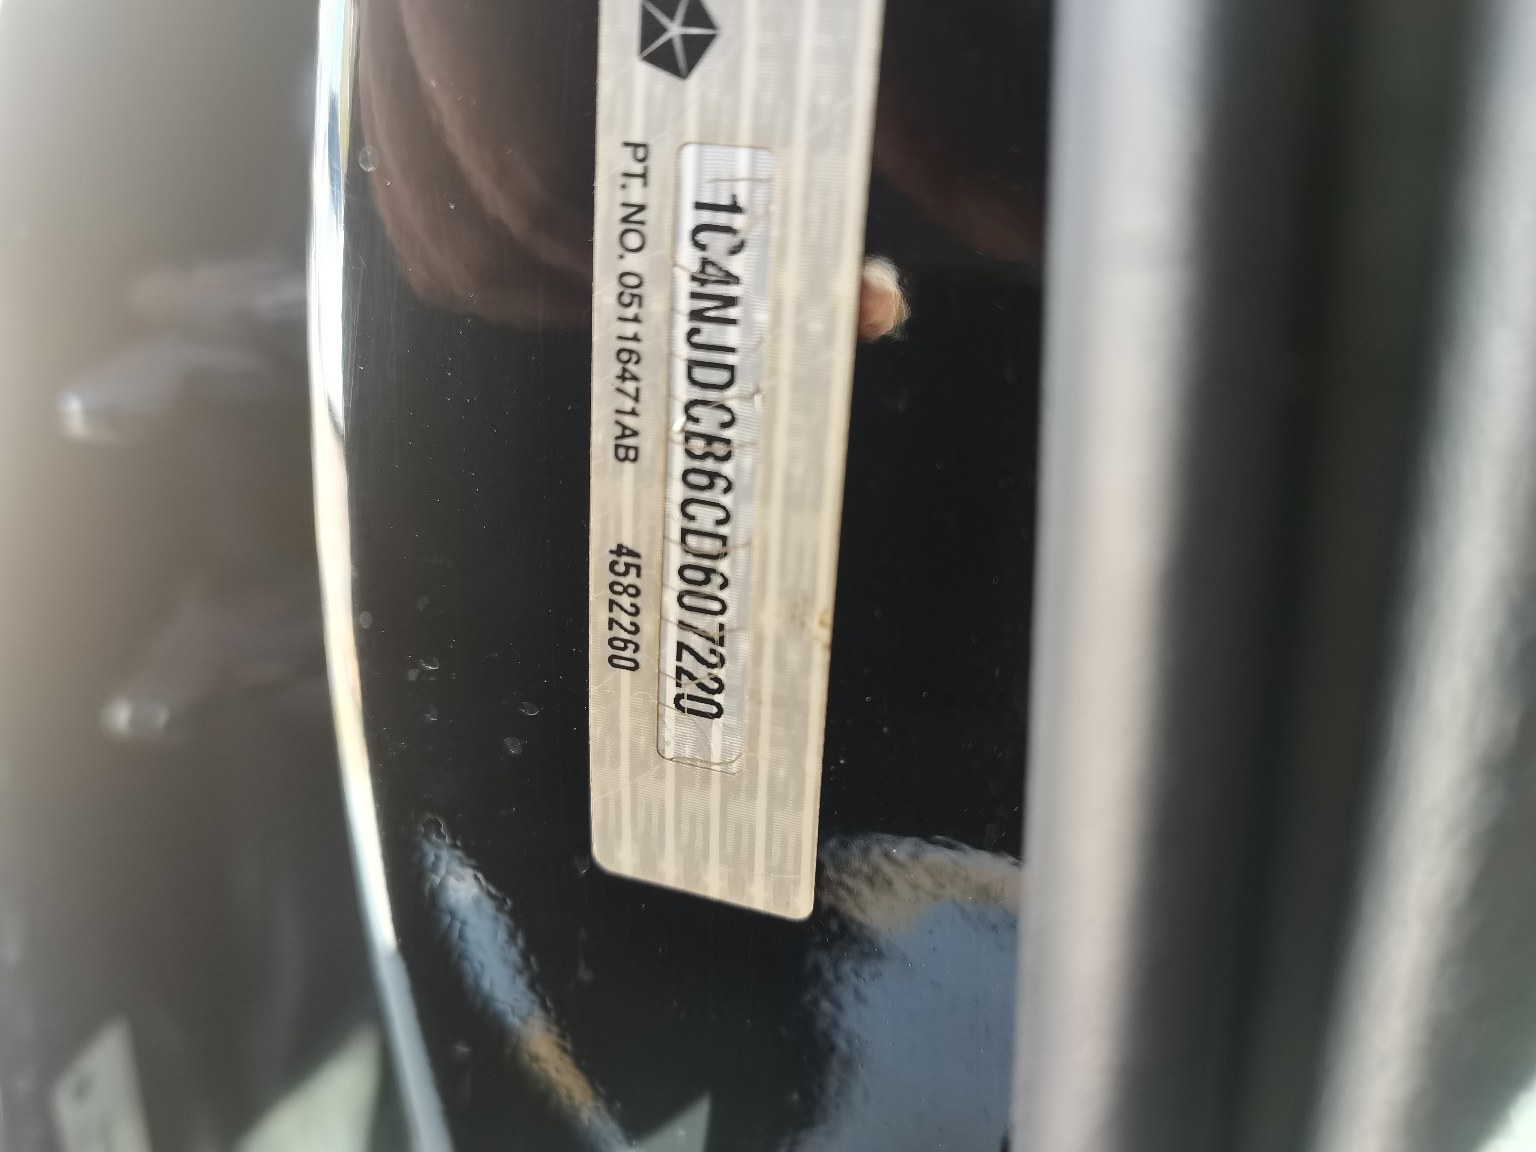 1C4NJDCB6CD607220
PT. NO. 05116471AB 4582260